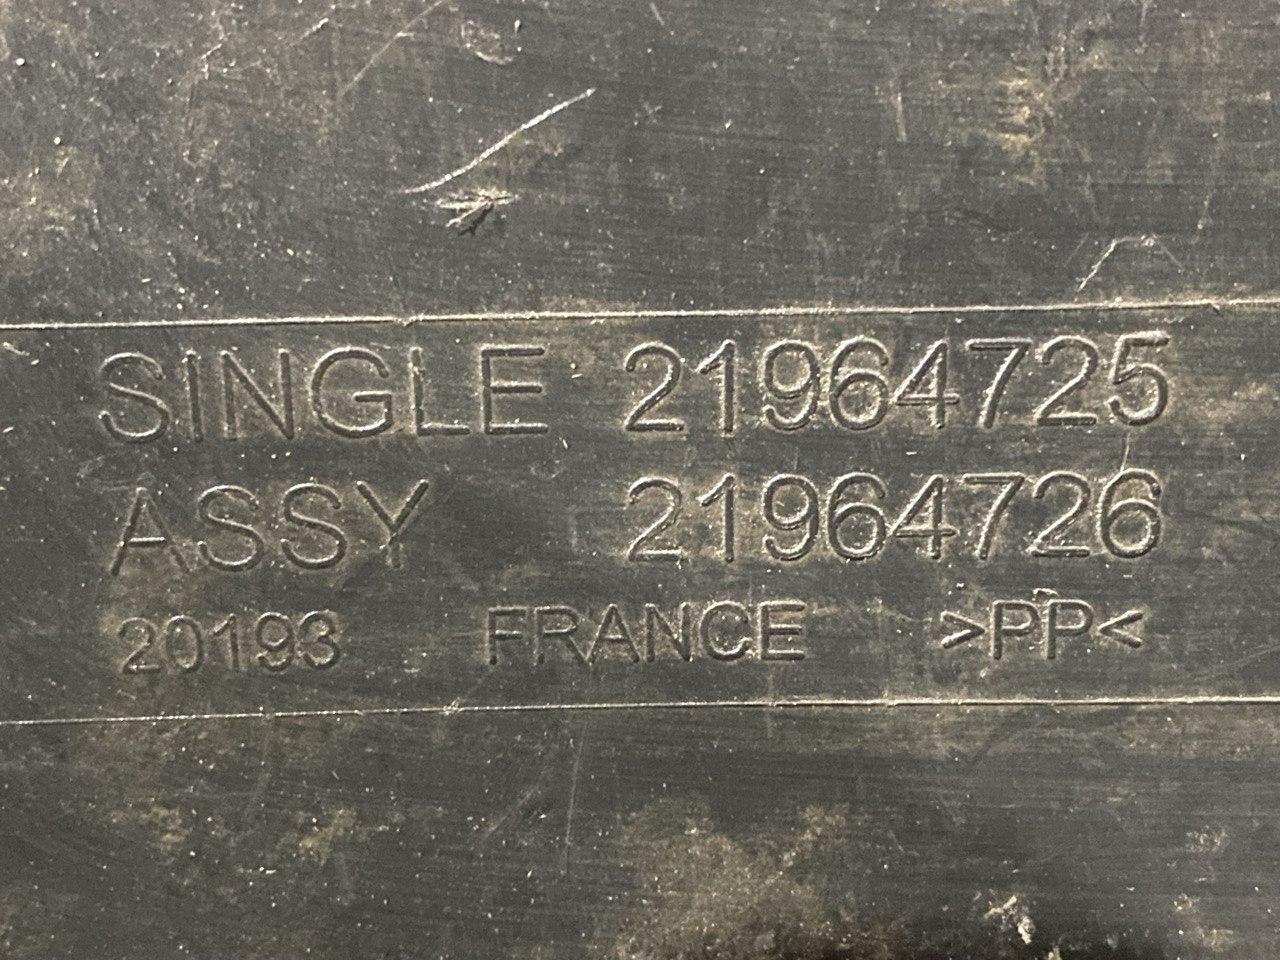 SINGLE 21964725
ASSY 21964726
20193 FRANCE >PP<